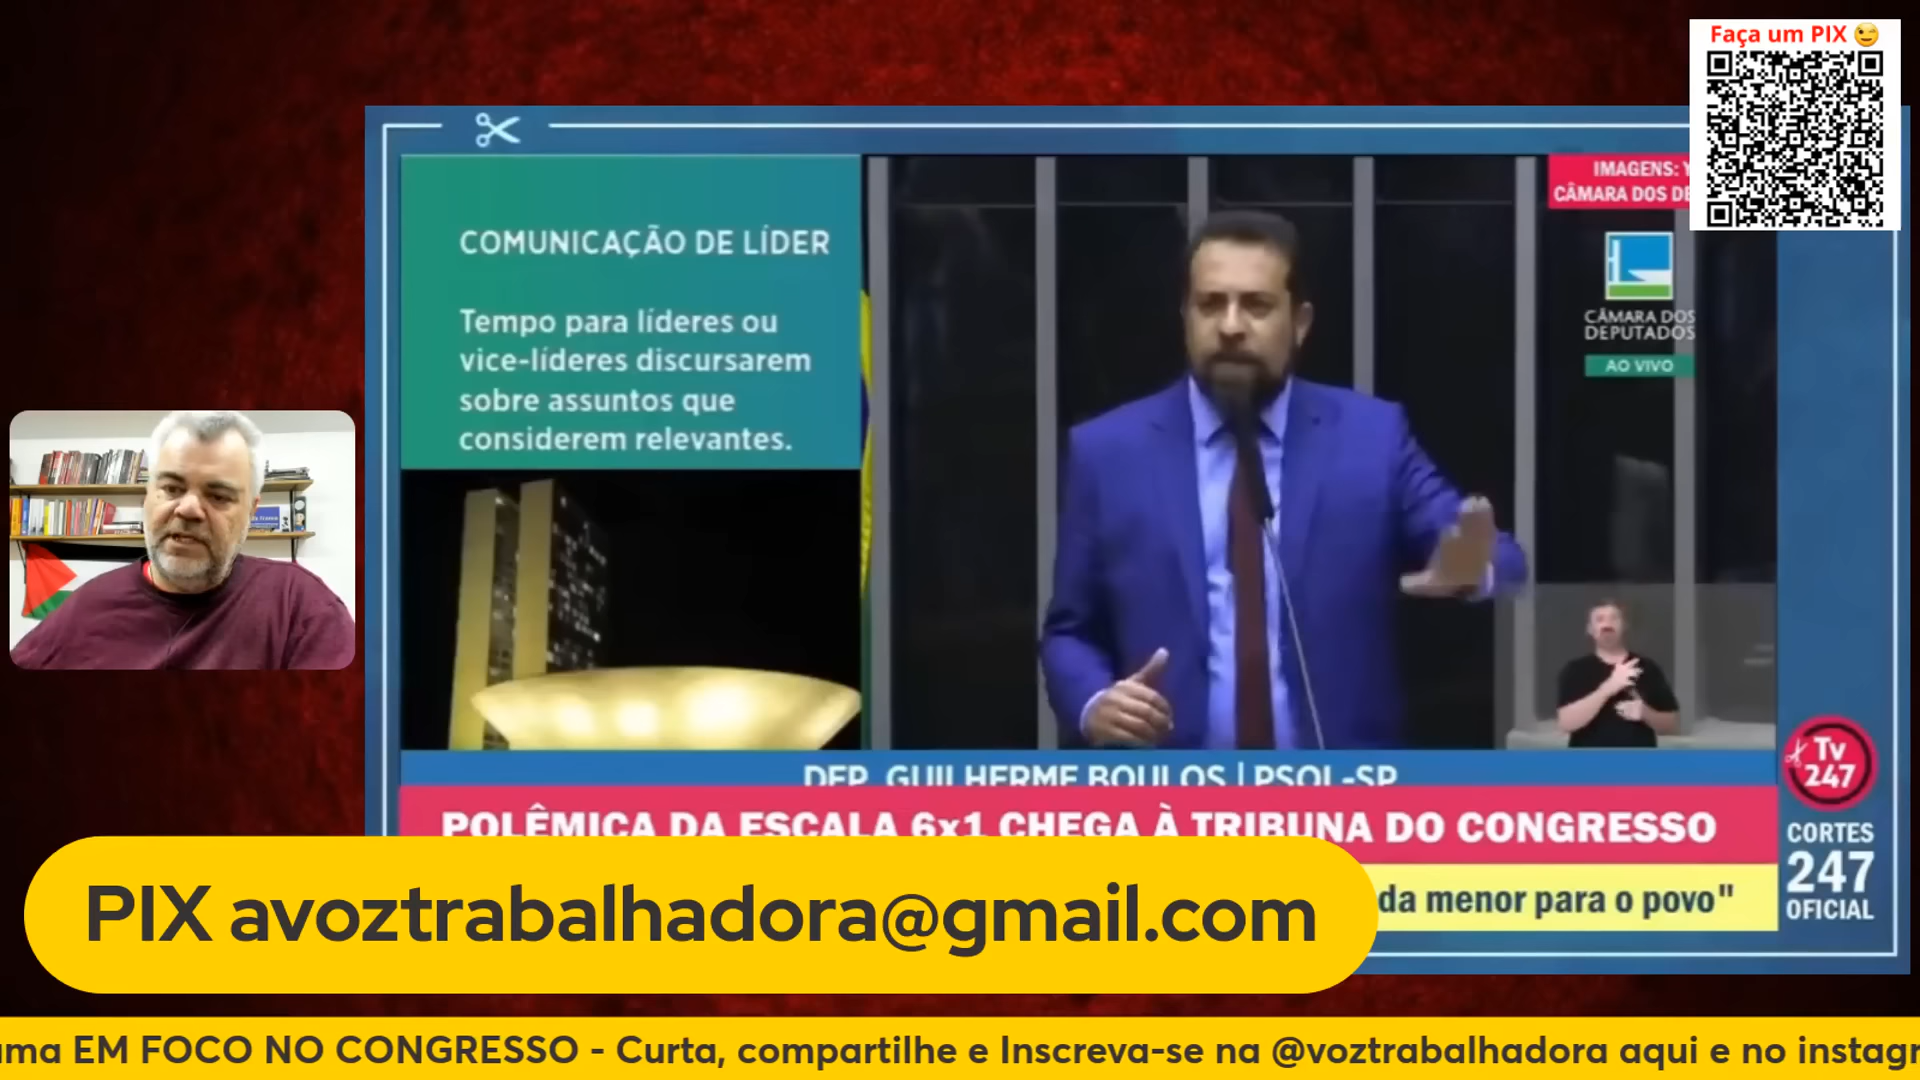 Faça um PIX
IMAGENS:
CÂMARA DOS
COMUNICAÇÃO DE LÍDER
Tempo para líderes ou
vice-líderes discursarem
sobre assuntos que
considerem relevantes.
CÂMARA DOS
DEPUTADOS
AO VIVO
DEP. GUILHERME BOULOS | PSOL-SP
POLÊMICA DA ESCALA 6x1 CHEGA À TRIBUNA DO CONGRESSO
da menor para o povo"
Tv
247
CORTES
247
OFICIAL
PIX avoztrabalhadora@gmail.com
EM FOCO NO CONGRESSO - Curta, compartilhe e Inscreva-se na @voztrabalhadora aqui e no